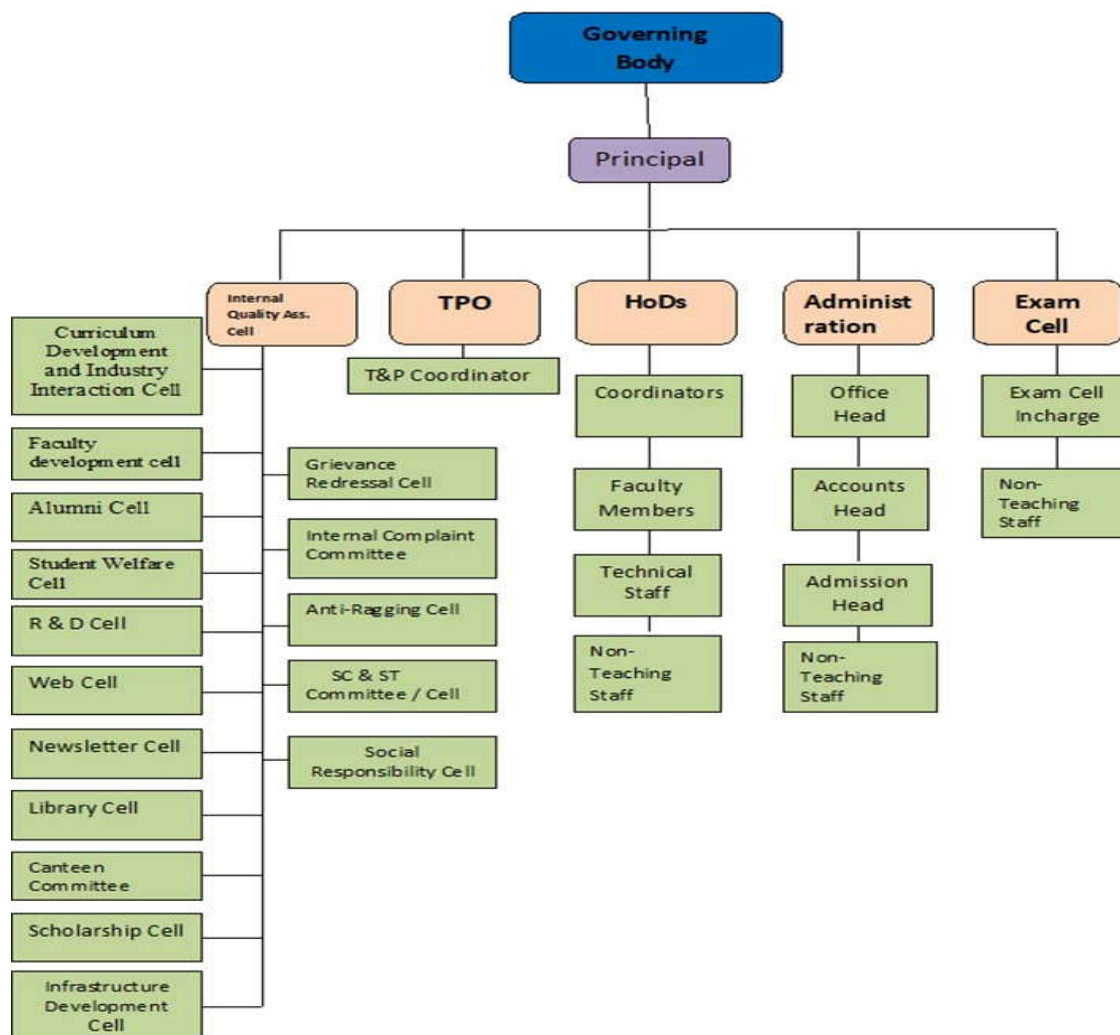 Governing
Body
Principal
Internal
Quality Ass.
Cell
TPO
HoDs
Administ
ration
Exam
Cell
Curriculum
Development
and Industry
Interaction Cell
Faculty
development cell
Alumni Cell
Student Welfare
Cell
R & D Cell
Web Cell
Newsletter Cell
Library Cell
Canteen
Committee
Scholarship Cell
Infrastructure
Development
Cell
Grievance
Redressal Cell
Internal Complaint
Committee
Anti-Ragging Cell
SC & ST
Committee / Cell
Social
Responsibility Cell
T&P Coordinator
Coordinators
Faculty
Members
Technical
Staff
Non-
Teaching
Staff
Office
Head
Accounts
Head
Admission
Head
Non-
Teaching
Staff
Exam Cell
Incharge
Non-
Teaching
Staff